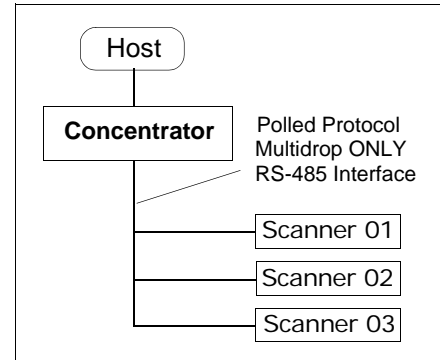 Host
Concentrator
Polled Protocol
Multidrop ONLY
RS-485 Interface
Scanner 01
Scanner 02
Scanner 03